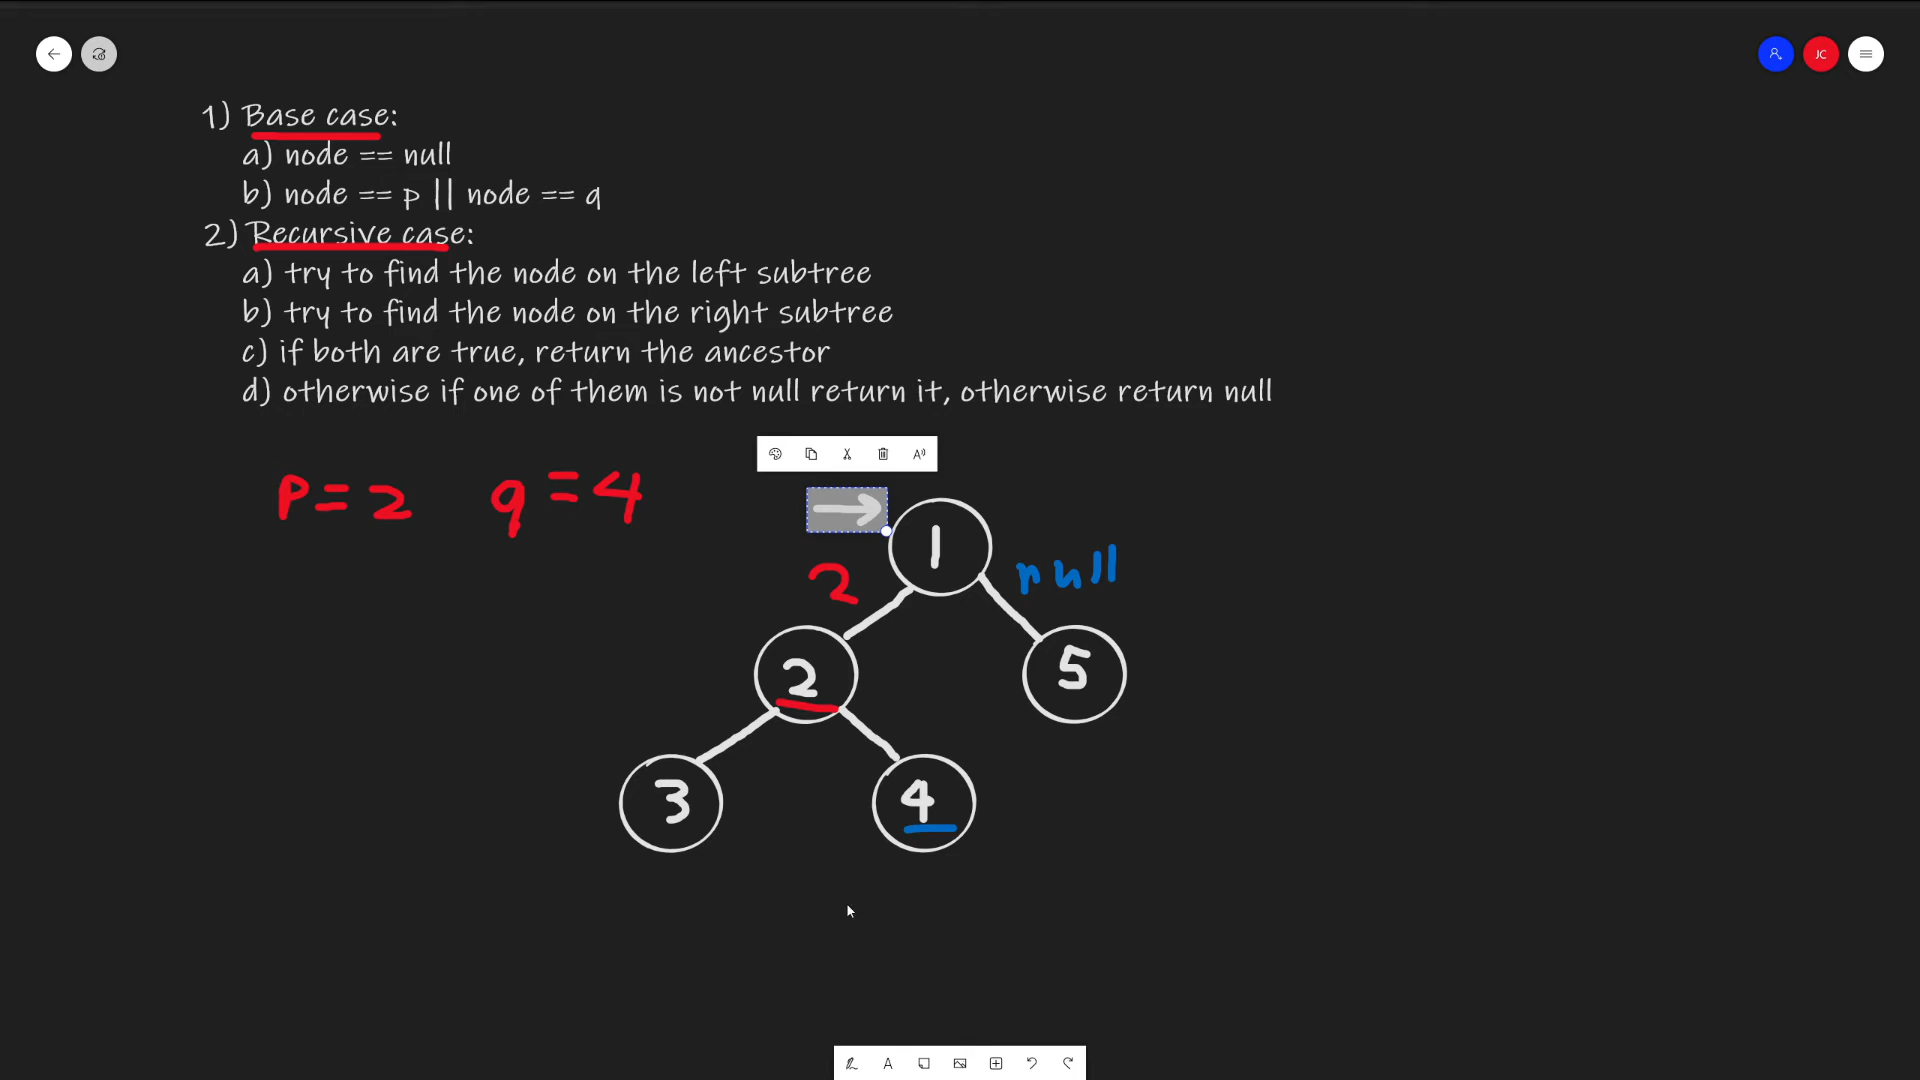 JC
1) Base case:
a) node == null
b) node == p || node == q
2) Recursive case:
a) try to find the node on the left subtree
b) try to find the node on the right subtree
c) if both are true, return the ancestor
d) otherwise if one of them is not null return it, otherwise return null
P=2 q=4
1
2 null
2 5
3 4